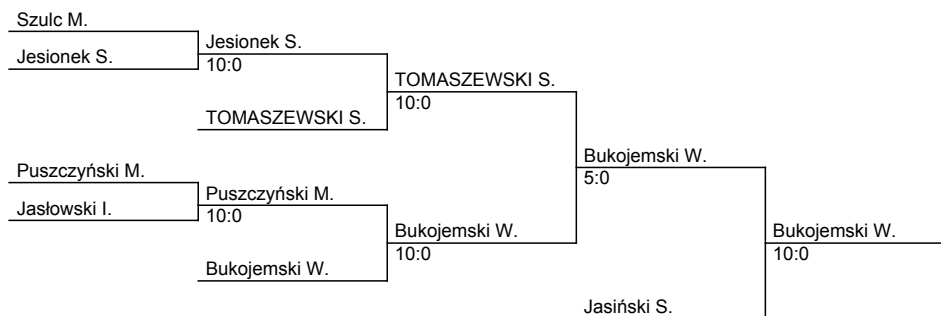 Szulc M.
Jesionek S.
Jesionek S.
10:0
TOMASZEWSKI S.
TOMASZEWSKI S.
10:0
Puszczyński M.
Jasłowski I.
Puszczyński M.
10:0
Bukojemski W.
Bukojemski W.
10:0
Bukojemski W.
5:0
Jasiński S.
Bukojemski W.
10:0